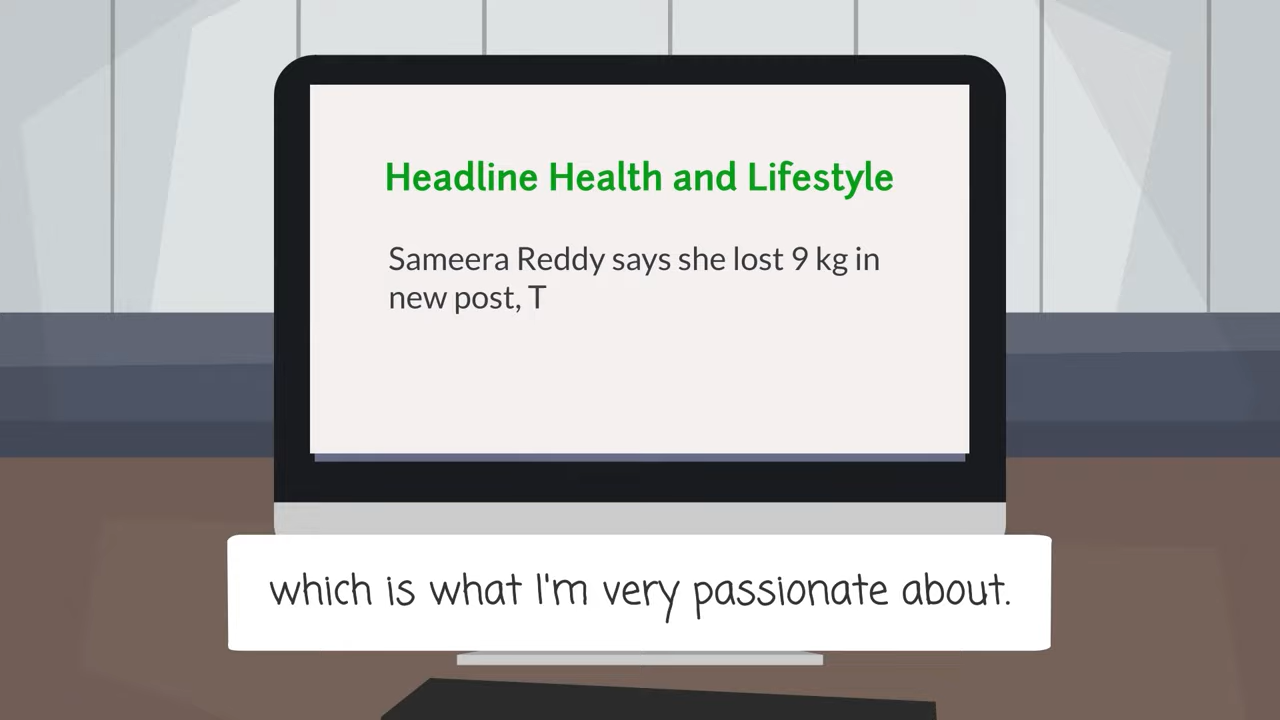 Headline Health and Lifestyle
Sameera Reddy says she lost 9 kg in
new post, T
which is what I'm very passionate about.